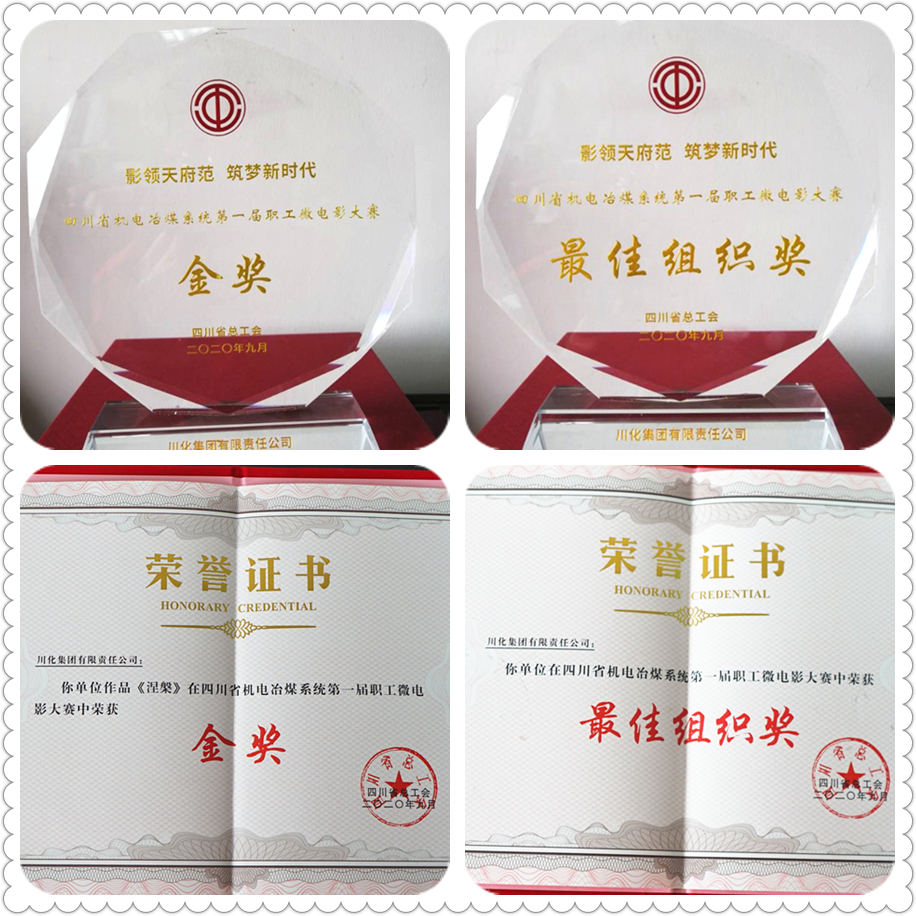 影领天府范 筑梦新时代
四川省机电冶煤系统第一届职工微电影大赛
金奖
四川省总工会
二〇二〇年九月
川化集团有限责任公司
影领天府范 筑梦新时代
四川省机电冶煤系统第一届职工微电影大赛
最佳组织奖
四川省总工会
二〇二〇年九月
川化集团有限责任公司
荣誉证书
HONORARY CREDENTIAL
川化集团有限责任公司：
你单位作品《涅槃》在四川省机电冶煤系统第一届职工微电
影大赛中荣获
金奖
四川省总工会
二〇二〇年九月
荣誉证书
HONORARY CREDENTIAL
川化集团有限责任公司：
你单位在四川省机电冶煤系统第一届职工微电影大赛中荣获
最佳组织奖
四川省总工会
二〇二〇年九月